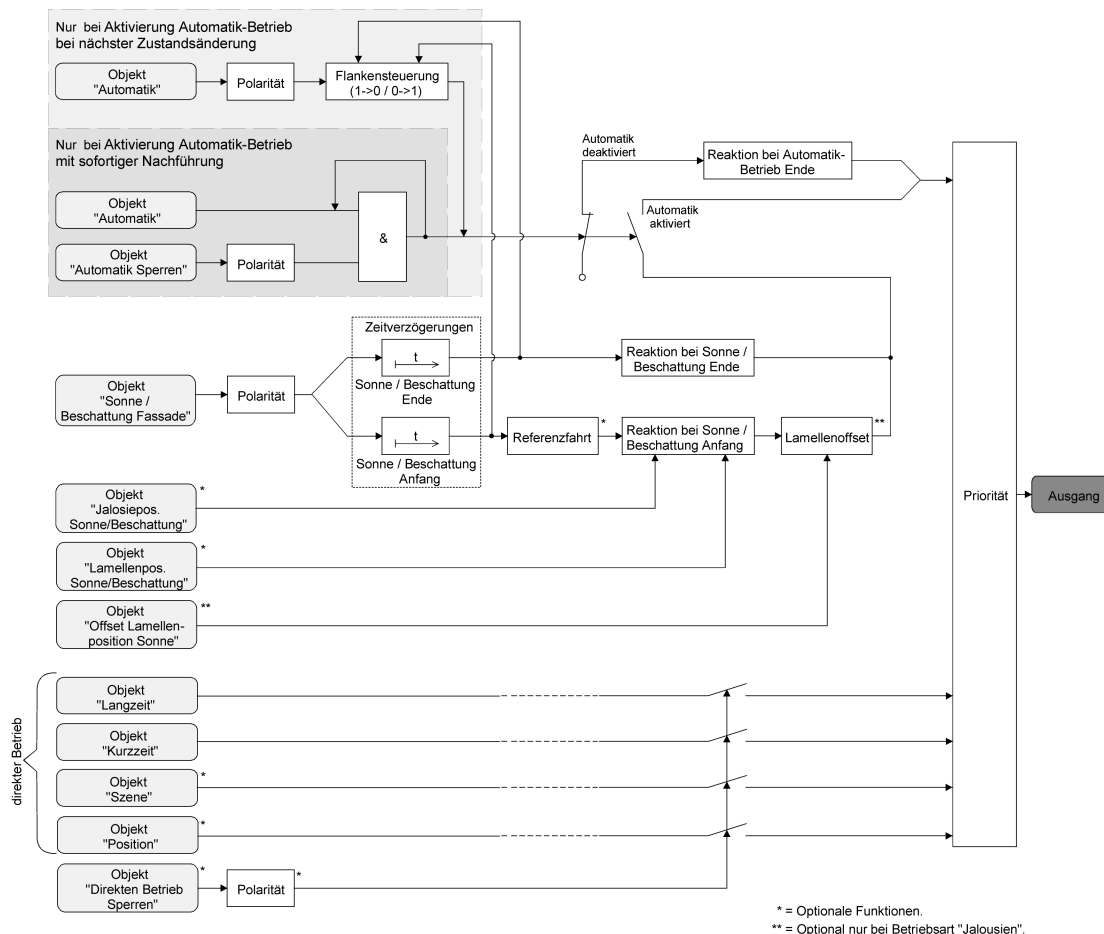 Nur bei Aktivierung Automatik-Betrieb
bei nächster Zustandsänderung
Objekt
"Automatik"
Polarität
Flankensteuerung
(1->0 / 0->1)
Nur bei Aktivierung Automatik-Betrieb
mit sofortiger Nachführung
Objekt
"Automatik"
Objekt
"Automatik Sperren"
Polarität
&
Automatik
deaktiviert
Reaktion bei Automatik-
Betrieb Ende
Automatik
aktiviert
Zeitverzögerungen
t
Sonne / Beschattung
Ende
Reaktion bei Sonne /
Beschattung Ende
Objekt
"Sonne /
Beschattung Fassade"
Polarität
t
Sonne / Beschattung
Anfang
Referenzfahrt
*
Reaktion bei Sonne /
Beschattung Anfang
Lamellenoffset
**
Objekt
"Jalosiepos.
Sonne/Beschattung"
*
Objekt
"Lamellenpos.
Sonne/Beschattung"
*
Objekt
"Offset Lamellen-
position Sonne"
**
Priorität
Ausgang
direkter Betrieb
Objekt
"Langzeit"
Objekt
"Kurzzeit"
Objekt
"Szene"
*
Objekt
"Position"
*
Objekt
"Direkten Betrieb
Sperren"
*
Polarität
*
* = Optionale Funktionen.
** = Optional nur bei Betriebsart "Jalousien".